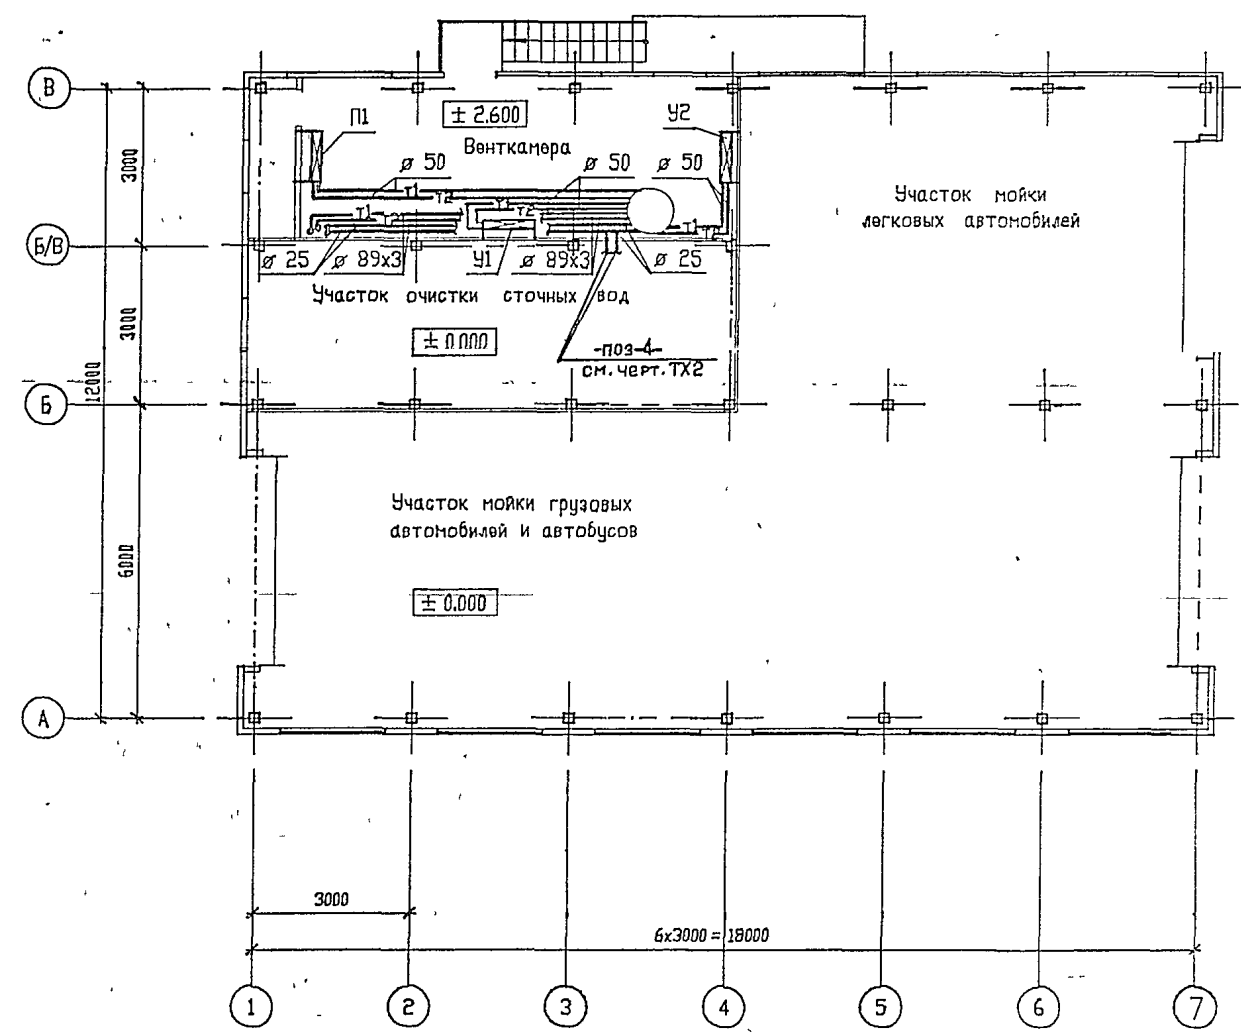 В
П1
± 2.600
У2
Венткамера
ø 50
ø 50
ø 50
3000
Участок мойки
легковых автомобилей
Т1
Т2
Т1
Т2
Т1
Т1
Т2
Б/В
ø 25
ø 89х3
У1
ø 89х3
ø 25
Участок очистки сточных вод
3000
± 0.000
поз 4
см. черт. ТХ2
12000
Б
Участок мойки грузовых
автомобилей и автобусов
6000
± 0.000
А
3000
6х3000 = 18000
1
2
3
4
5
6
7